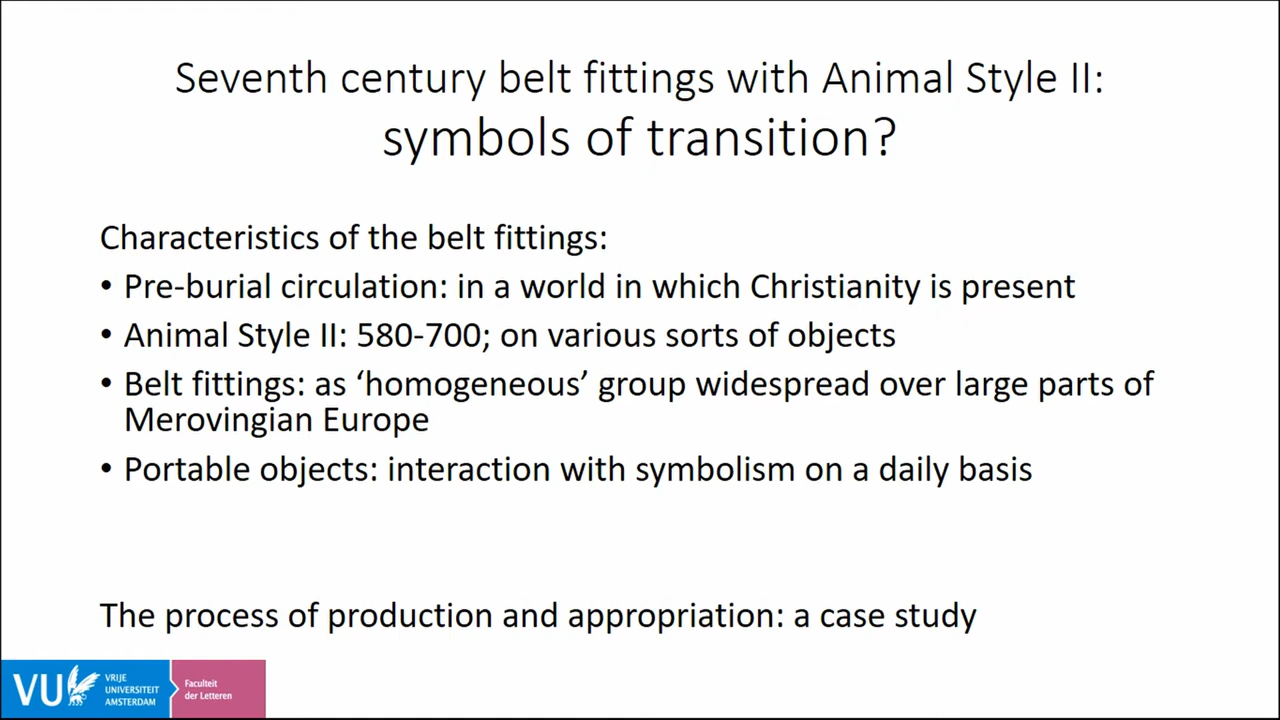 Seventh century belt fittings with Animal Style II:
symbols of transition?
Characteristics of the belt fittings:
• Pre-burial circulation: in a world in which Christianity is present
• Animal Style II: 580-700; on various sorts of objects
• Belt fittings: as ‘homogeneous’ group widespread over large parts of
Merovingian Europe
• Portable objects: interaction with symbolism on a daily basis
The process of production and appropriation: a case study
VU
VRIJE
UNIVERSITEIT
AMSTERDAM
Faculteit
der Letteren